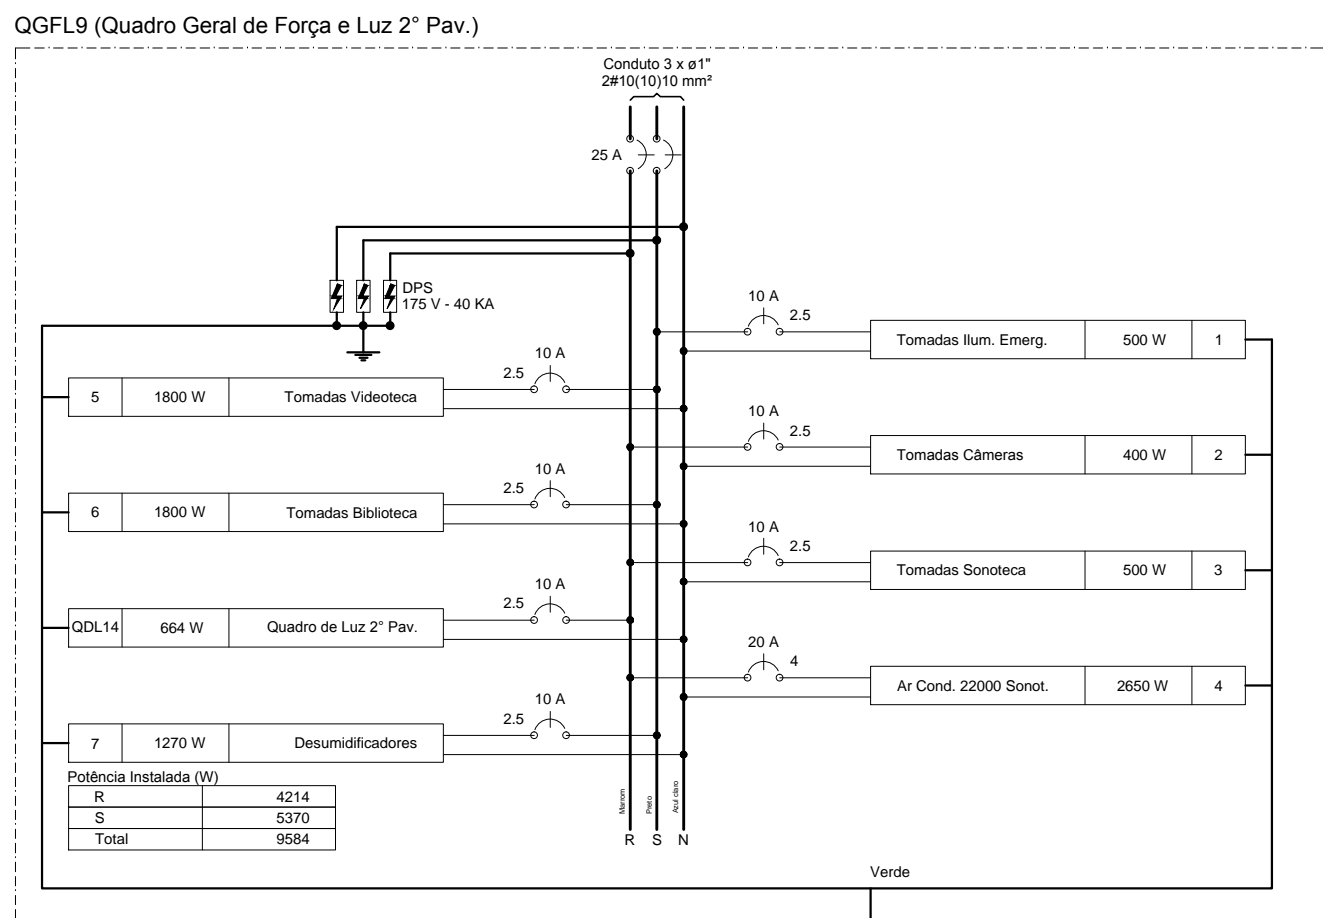 QGFL9 (Quadro Geral de Força e Luz 2° Pav.)
Conduto 3 x ø1"
2#10(10)10 mm²
25 A
DPS
175 V - 40 KA
10 A
2.5
Tomadas Ilum. Emerg. 500 W 1
10 A
2.5
5 1800 W Tomadas Videoteca
10 A
2.5
Tomadas Câmeras 400 W 2
10 A
2.5
6 1800 W Tomadas Biblioteca
10 A
2.5
Tomadas Sonoteca 500 W 3
10 A
2.5
QDL14 664 W Quadro de Luz 2° Pav.
20 A
4
Ar Cond. 22000 Sonot. 2650 W 4
10 A
2.5
7 1270 W Desumidificadores
Potência Instalada (W)
R 4214
S 5370
Total 9584
Marrom
Preto
Azul claro
R S N
Verde